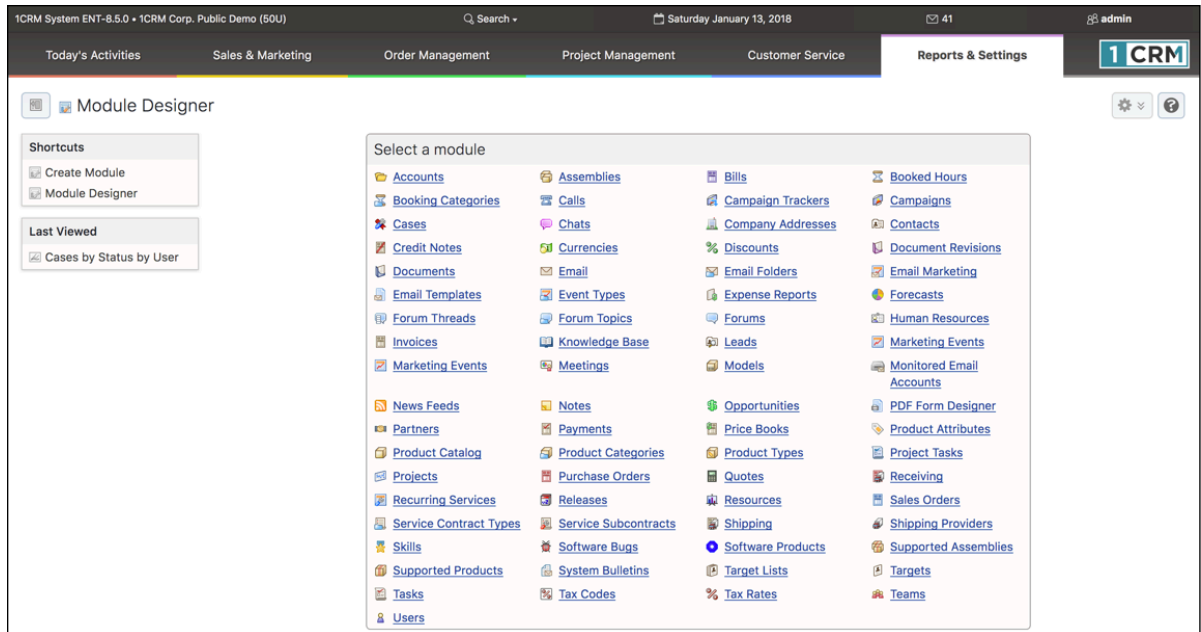 1CRM System ENT-8.5.0 • 1CRM Corp. Public Demo (50U) Search Saturday January 13, 2018 41 admin
Today's Activities Sales & Marketing Order Management Project Management Customer Service Reports & Settings 1 CRM
Module Designer
Shortcuts
Create Module
Module Designer
Last Viewed
Cases by Status by User
Select a module
Accounts Assemblies Bills Booked Hours
Booking Categories Calls Campaign Trackers Campaigns
Cases Chats Company Addresses Contacts
Credit Notes Currencies Discounts Document Revisions
Documents Email Email Folders Email Marketing
Email Templates Event Types Expense Reports Forecasts
Forum Threads Forum Topics Forums Human Resources
Invoices Knowledge Base Leads Marketing Events
Marketing Events Meetings Models Monitored Email
Accounts
News Feeds Notes Opportunities PDF Form Designer
Partners Payments Price Books Product Attributes
Product Catalog Product Categories Product Types Project Tasks
Projects Purchase Orders Quotes Receiving
Recurring Services Releases Resources Sales Orders
Service Contract Types Service Subcontracts Shipping Shipping Providers
Skills Software Bugs Software Products Supported Assemblies
Supported Products System Bulletins Target Lists Targets
Tasks Tax Codes Tax Rates Teams
Users